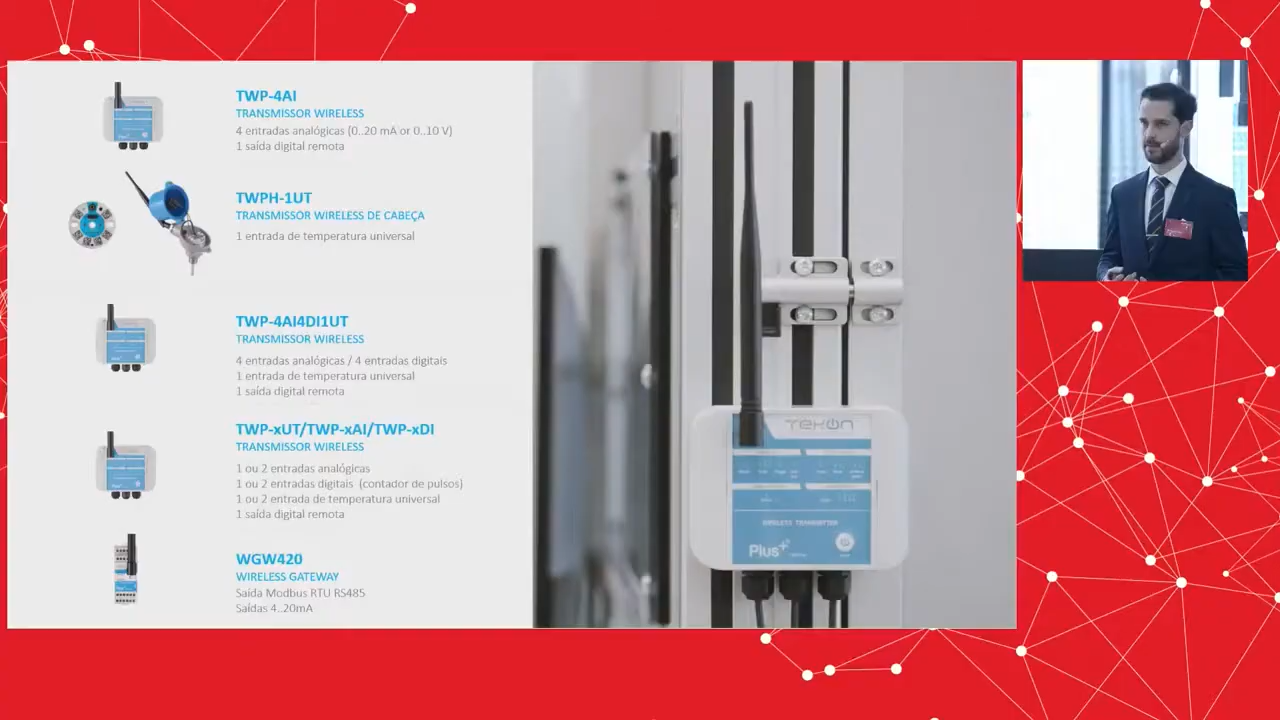 TWP-4AI
TRANSMISSOR WIRELESS
4 entradas analógicas (0..20 mA or 0..10 V)
1 saída digital remota
TWPH-1UT
TRANSMISSOR WIRELESS DE CABEÇA
1 entrada de temperatura universal
TWP-4AI4DI1UT
TRANSMISSOR WIRELESS
4 entradas analógicas / 4 entradas digitais
1 entrada de temperatura universal
1 saída digital remota
TWP-xUT/TWP-xAI/TWP-xDI
TRANSMISSOR WIRELESS
1 ou 2 entradas analógicas
1 ou 2 entradas digitais (contador de pulsos)
1 ou 2 entrada de temperatura universal
1 saída digital remota
WGW420
WIRELESS GATEWAY
Saída Modbus RTU RS485
Saídas 4..20mA
TEKON
WIRELESS TRANSMITTER
Plus+